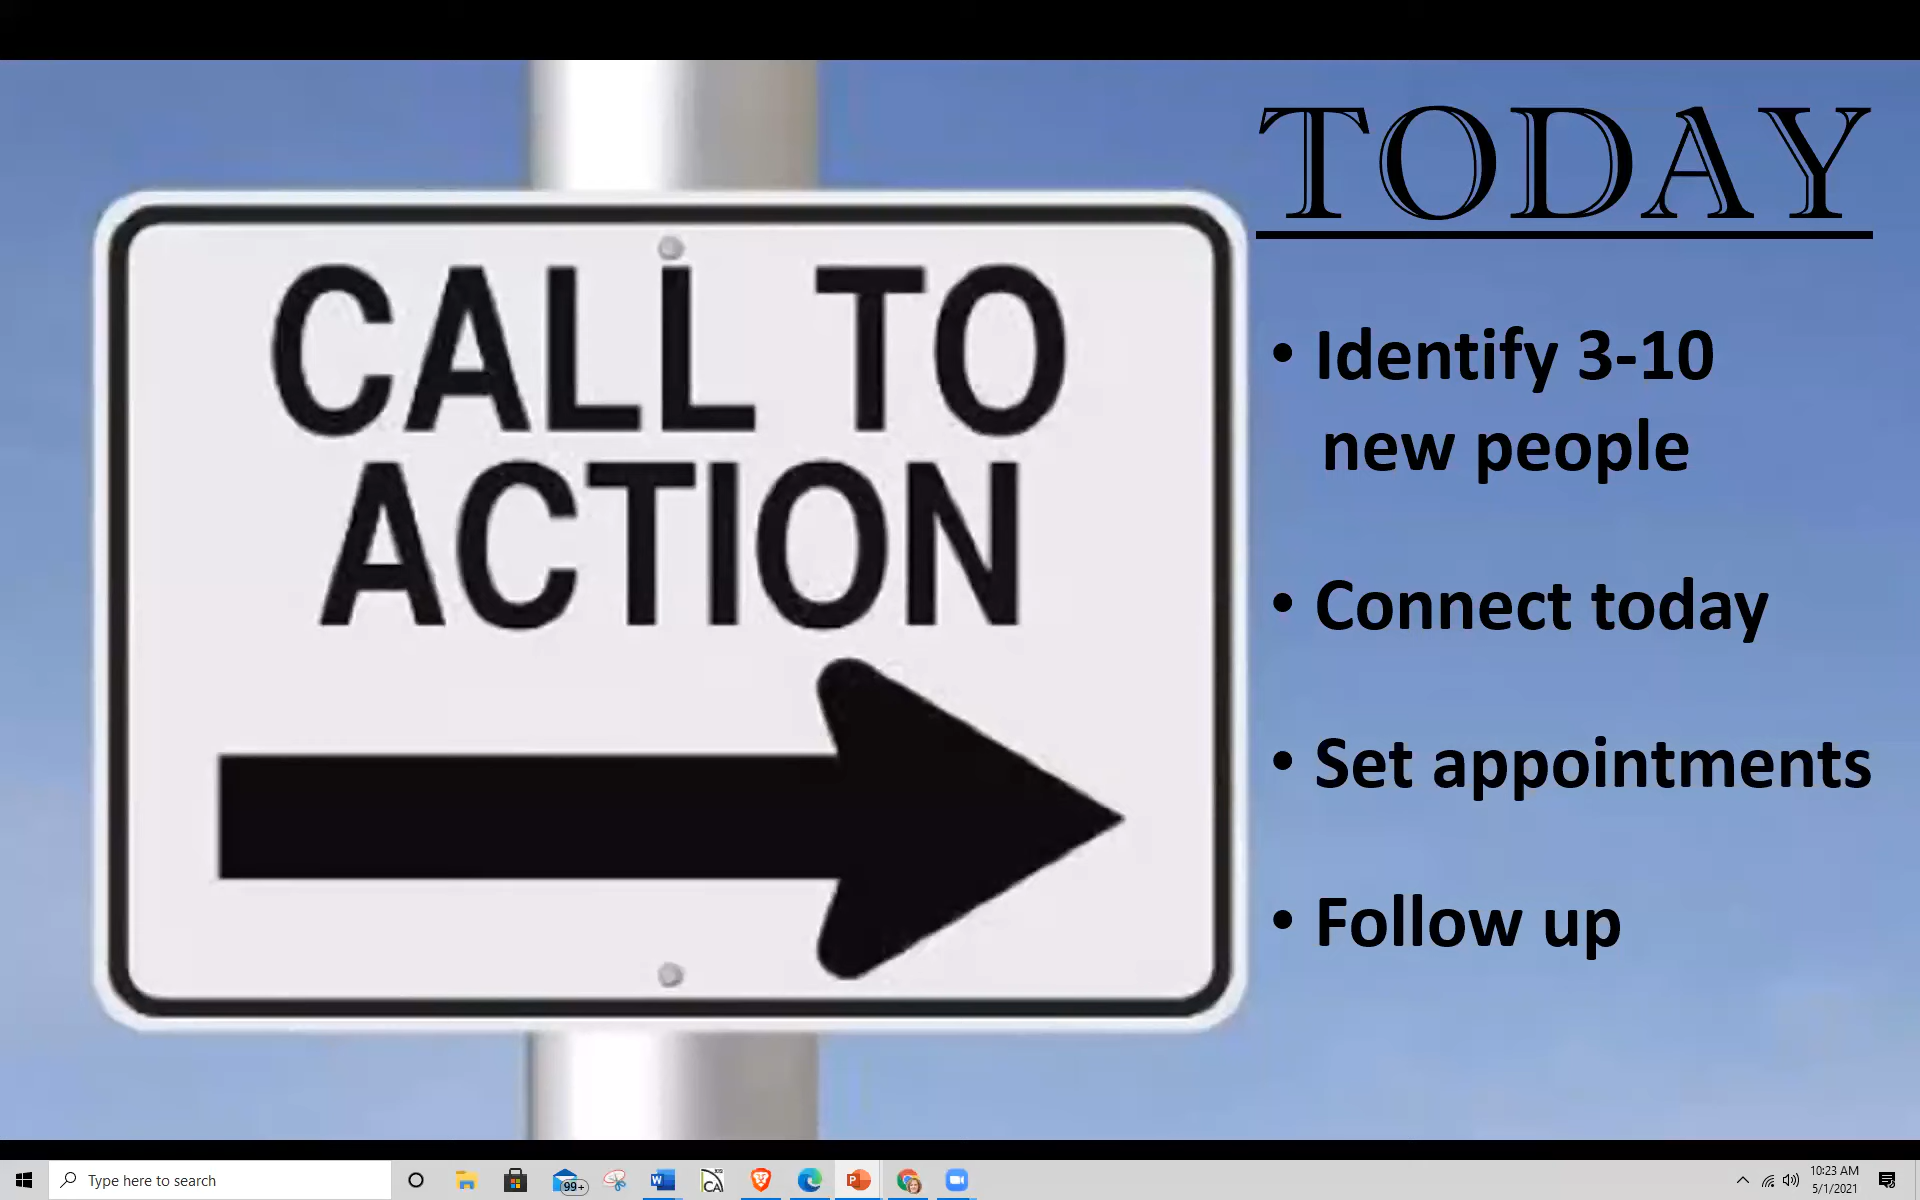 TODAY
CALL TO
ACTION
• Identify 3-10
new people
• Connect today
• Set appointments
• Follow up
Type here to search
99+
W
CA
P
10:23 AM
5/1/2021